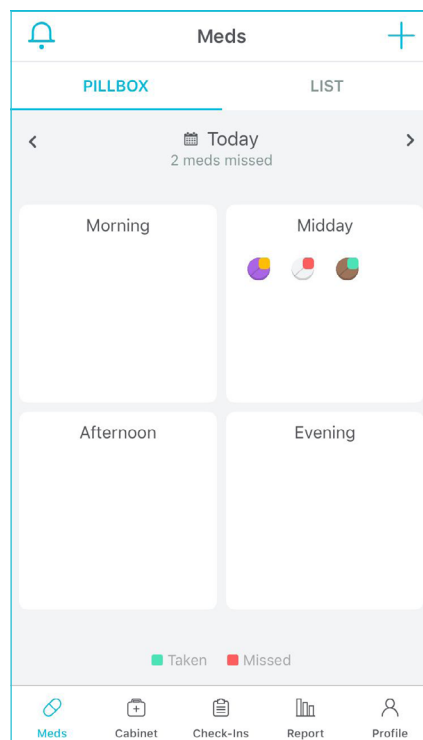 Meds
PILLBOX LIST
Today
2 meds missed
Morning Midday
Afternoon Evening
Taken Missed
Meds Cabinet Check-Ins Report Profile